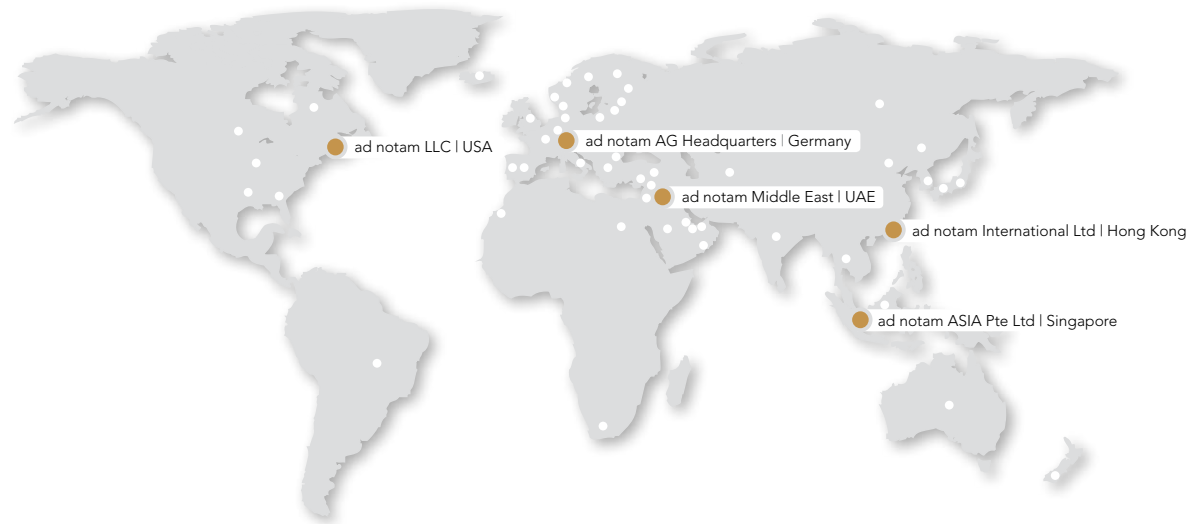 ad notam AG Headquarters | Germany
ad notam LLC | USA
ad notam Middle East | UAE
ad notam International Ltd | Hong Kong
ad notam ASIA Pte Ltd | Singapore